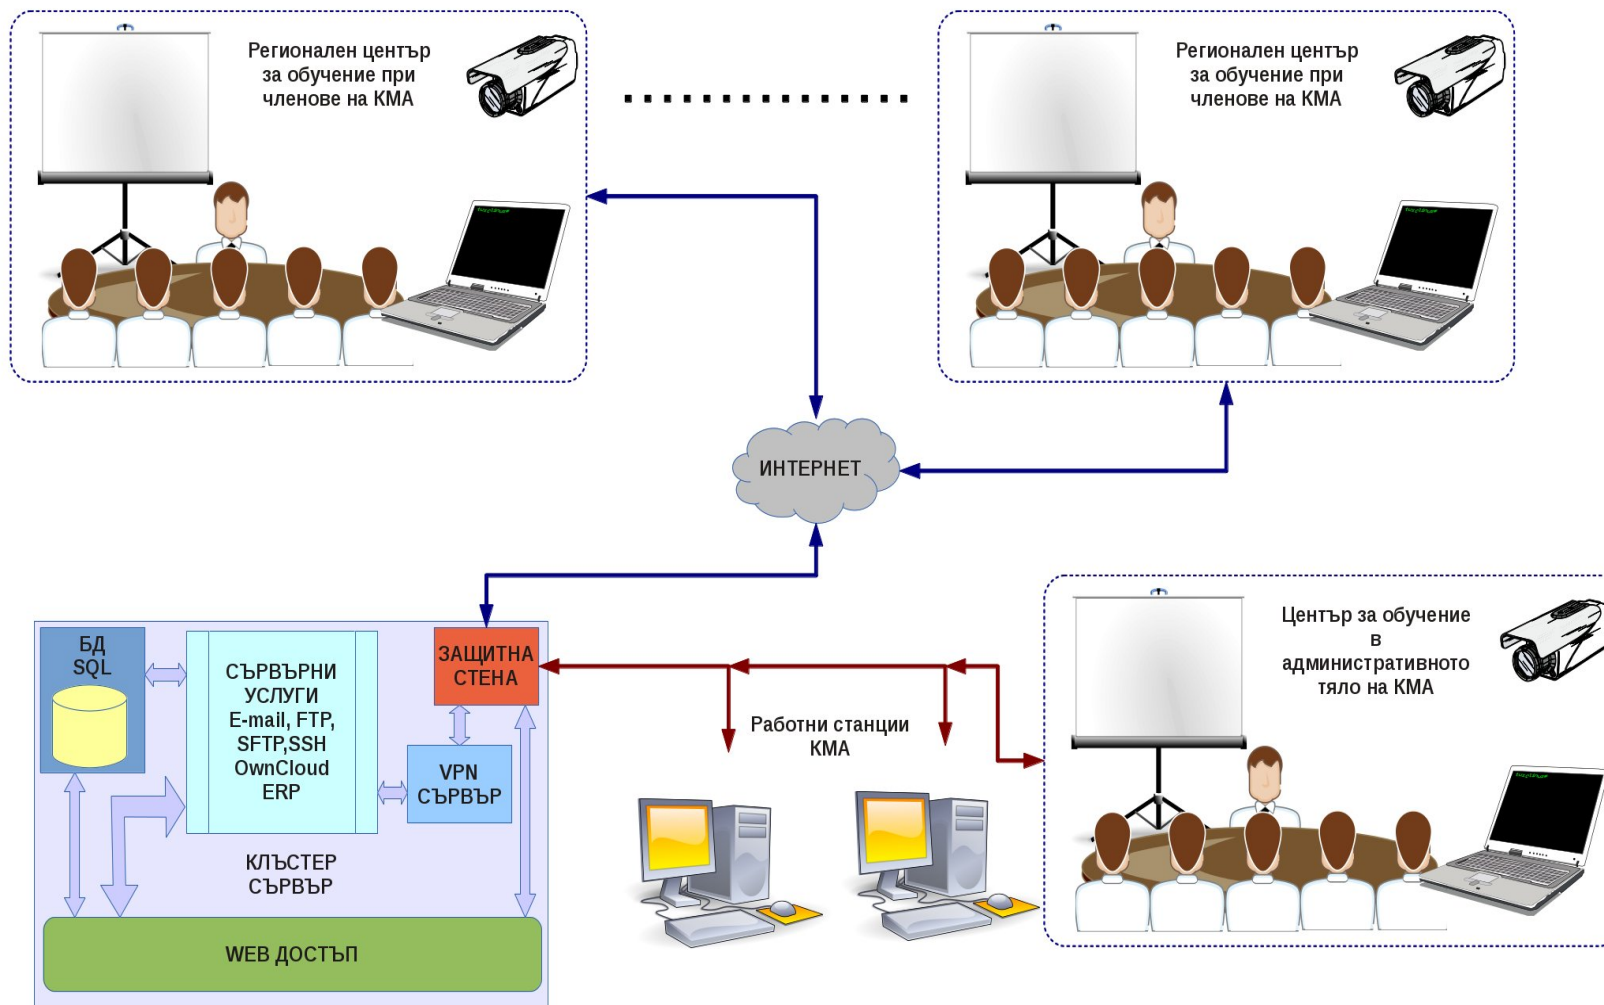 Регионален център
за обучение при
членове на КМА
Регионален център
за обучение при
членове на КМА
ИНТЕРНЕТ
Център за обучение
в
административното
тяло на КМА
БД
SQL
СЪРВЪРНИ
УСЛУГИ
E-mail, FTP,
SFTP,SSH
OwnCloud
ERP
ЗАЩИТНА
СТЕНА
VPN
СЪРВЪР
Работни станции
КМА
КЛЪСТЕР
СЪРВЪР
WEB ДОСТЪП